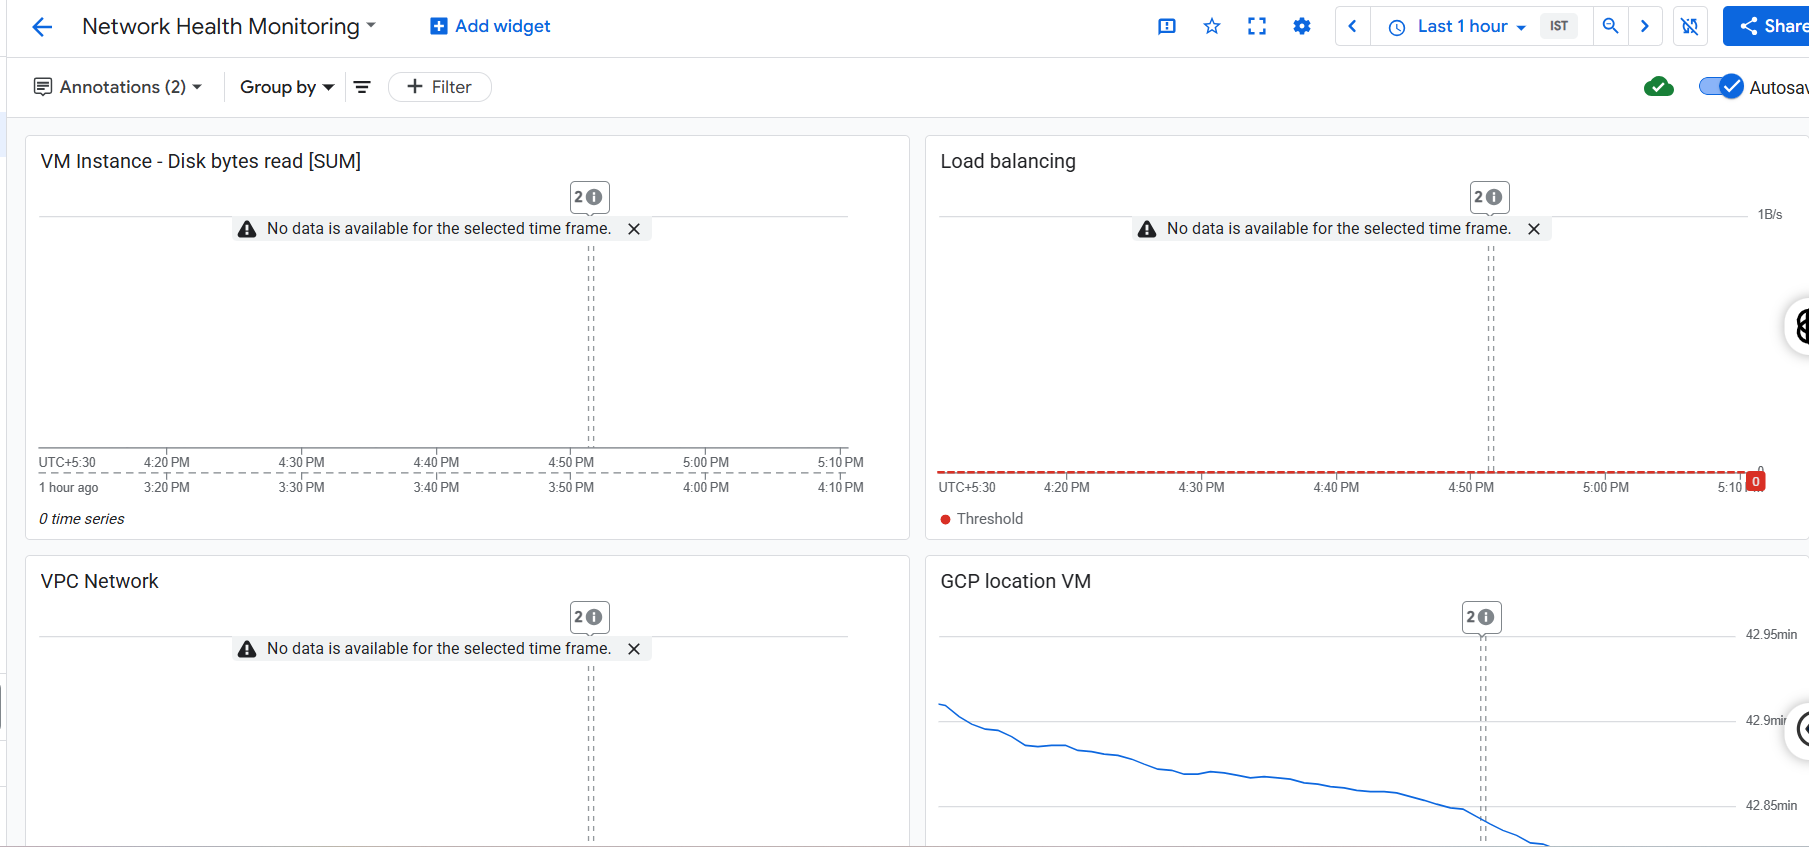 Network Health Monitoring
Add widget
Last 1 hour
IST
Share
Annotations (2)
Group by
Filter
Autosav
VM Instance - Disk bytes read [SUM]
2
No data is available for the selected time frame.
UTC+5:30 4:20 PM 4:30 PM 4:40 PM 4:50 PM 5:00 PM 5:10 PM
1 hour ago 3:20 PM 3:30 PM 3:40 PM 3:50 PM 4:00 PM 4:10 PM
0 time series
Load balancing
2
1B/s
No data is available for the selected time frame.
0
UTC+5:30 4:20 PM 4:30 PM 4:40 PM 4:50 PM 5:00 PM 5:10
0
Threshold
VPC Network
2
No data is available for the selected time frame.
GCP location VM
2
42.95min
42.9min
42.85min